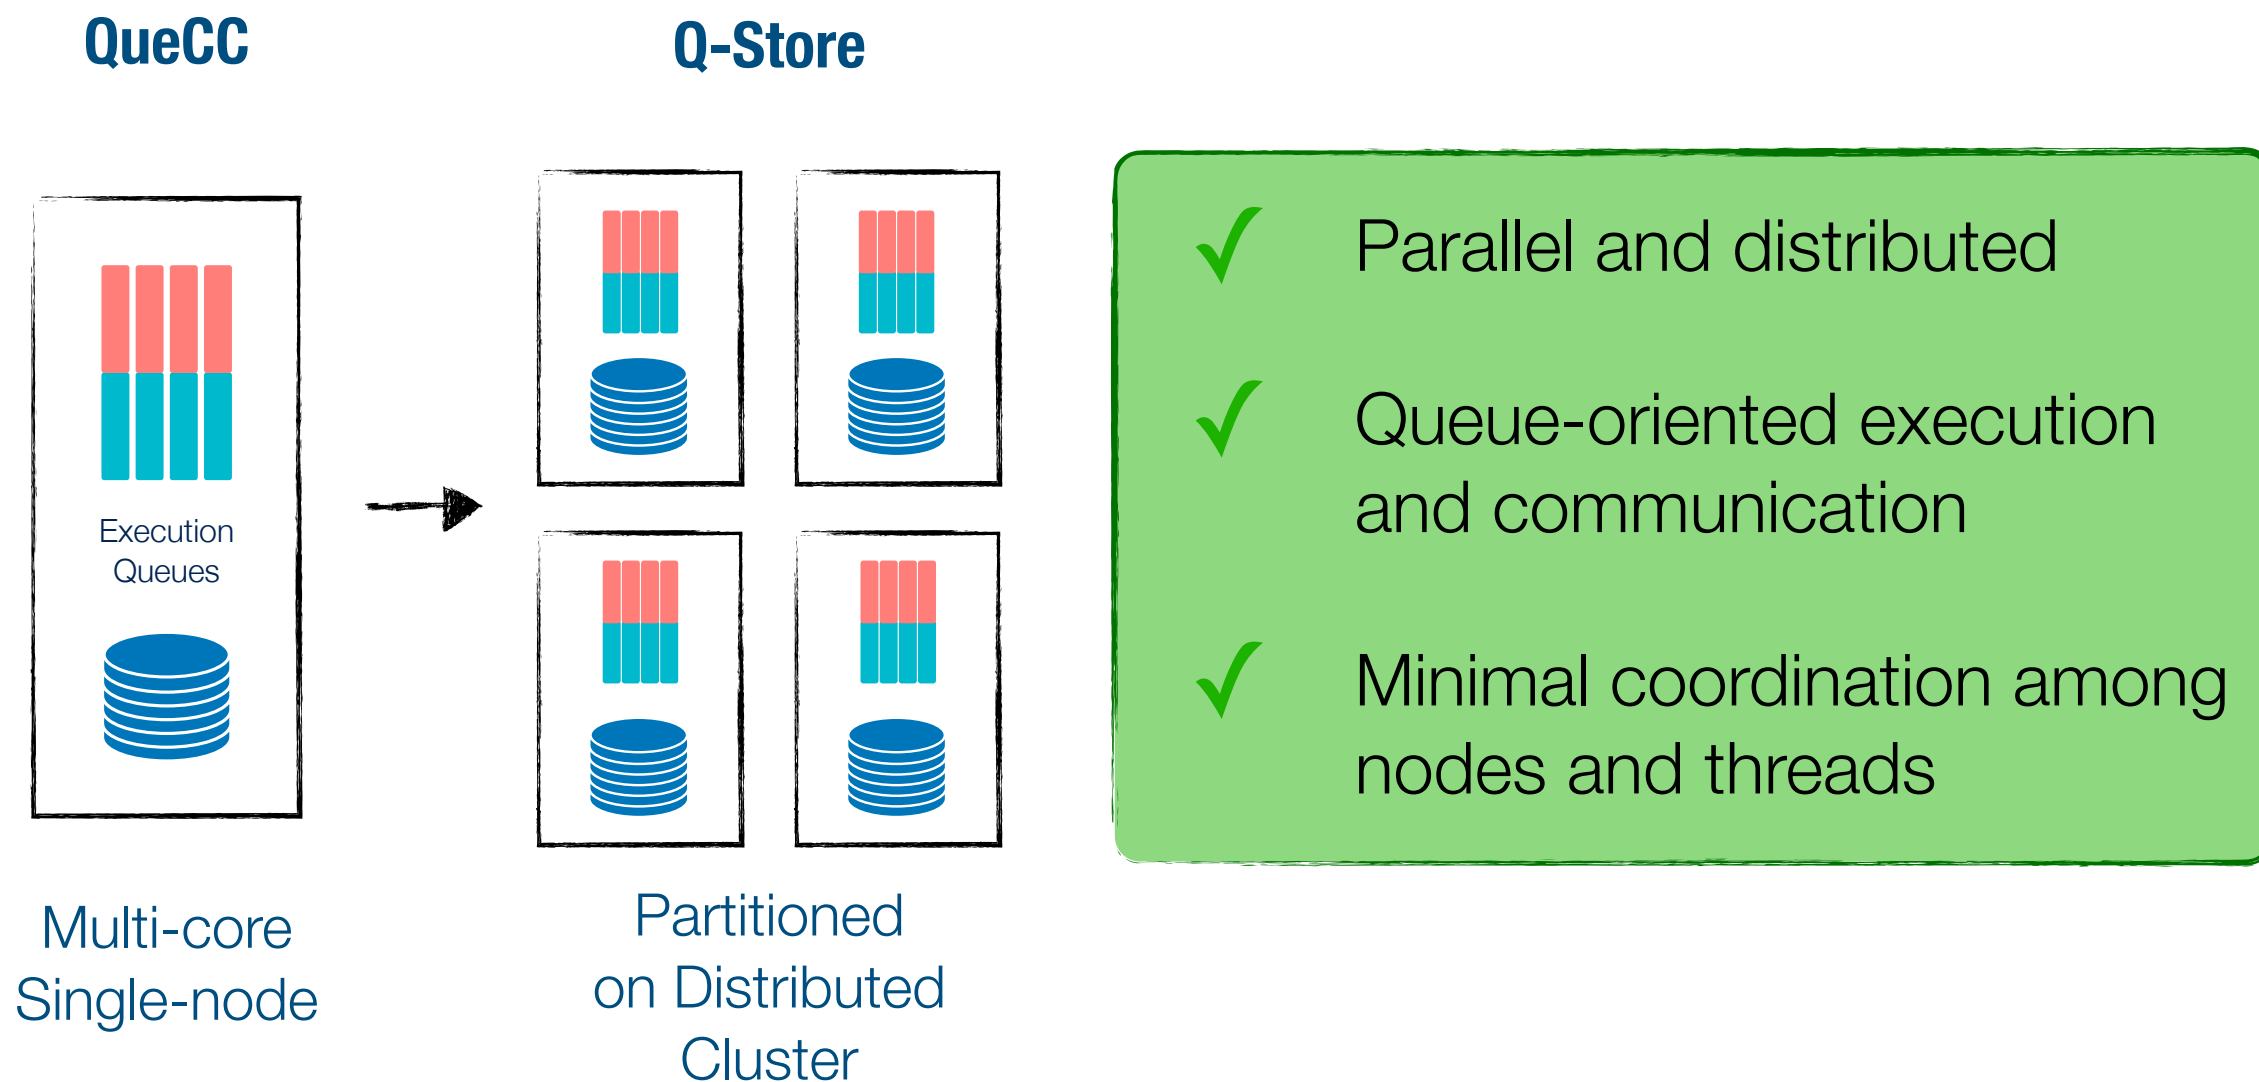 QueCC
Execution
Queues
Multi-core
Single-node
Q-Store
Partitioned
on Distributed
Cluster
✓ Parallel and distributed
✓ Queue-oriented execution
and communication
✓ Minimal coordination among
nodes and threads